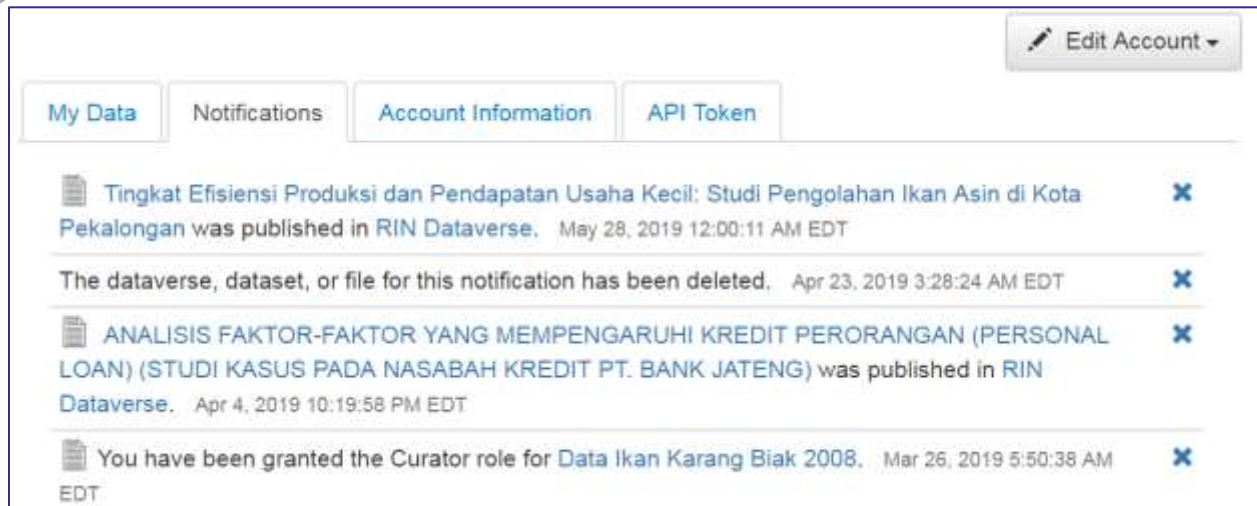 Edit Account
My Data Notifications Account Information API Token
Tingkat Efisiensi Produksi dan Pendapatan Usaha Kecil: Studi Pengolahan Ikan Asin di Kota
Pekalongan was published in RIN Dataverse. May 28, 2019 12:00:11 AM EDT
The dataverse, dataset, or file for this notification has been deleted. Apr 23, 2019 3:28:24 AM EDT
ANALISIS FAKTOR-FAKTOR YANG MEMPENGARUHI KREDIT PERORANGAN (PERSONAL
LOAN) (STUDI KASUS PADA NASABAH KREDIT PT. BANK JATENG) was published in RIN
Dataverse. Apr 4, 2019 10:19:58 PM EDT
You have been granted the Curator role for Data Ikan Karang Biak 2008. Mar 26, 2019 5:50:38 AM
EDT